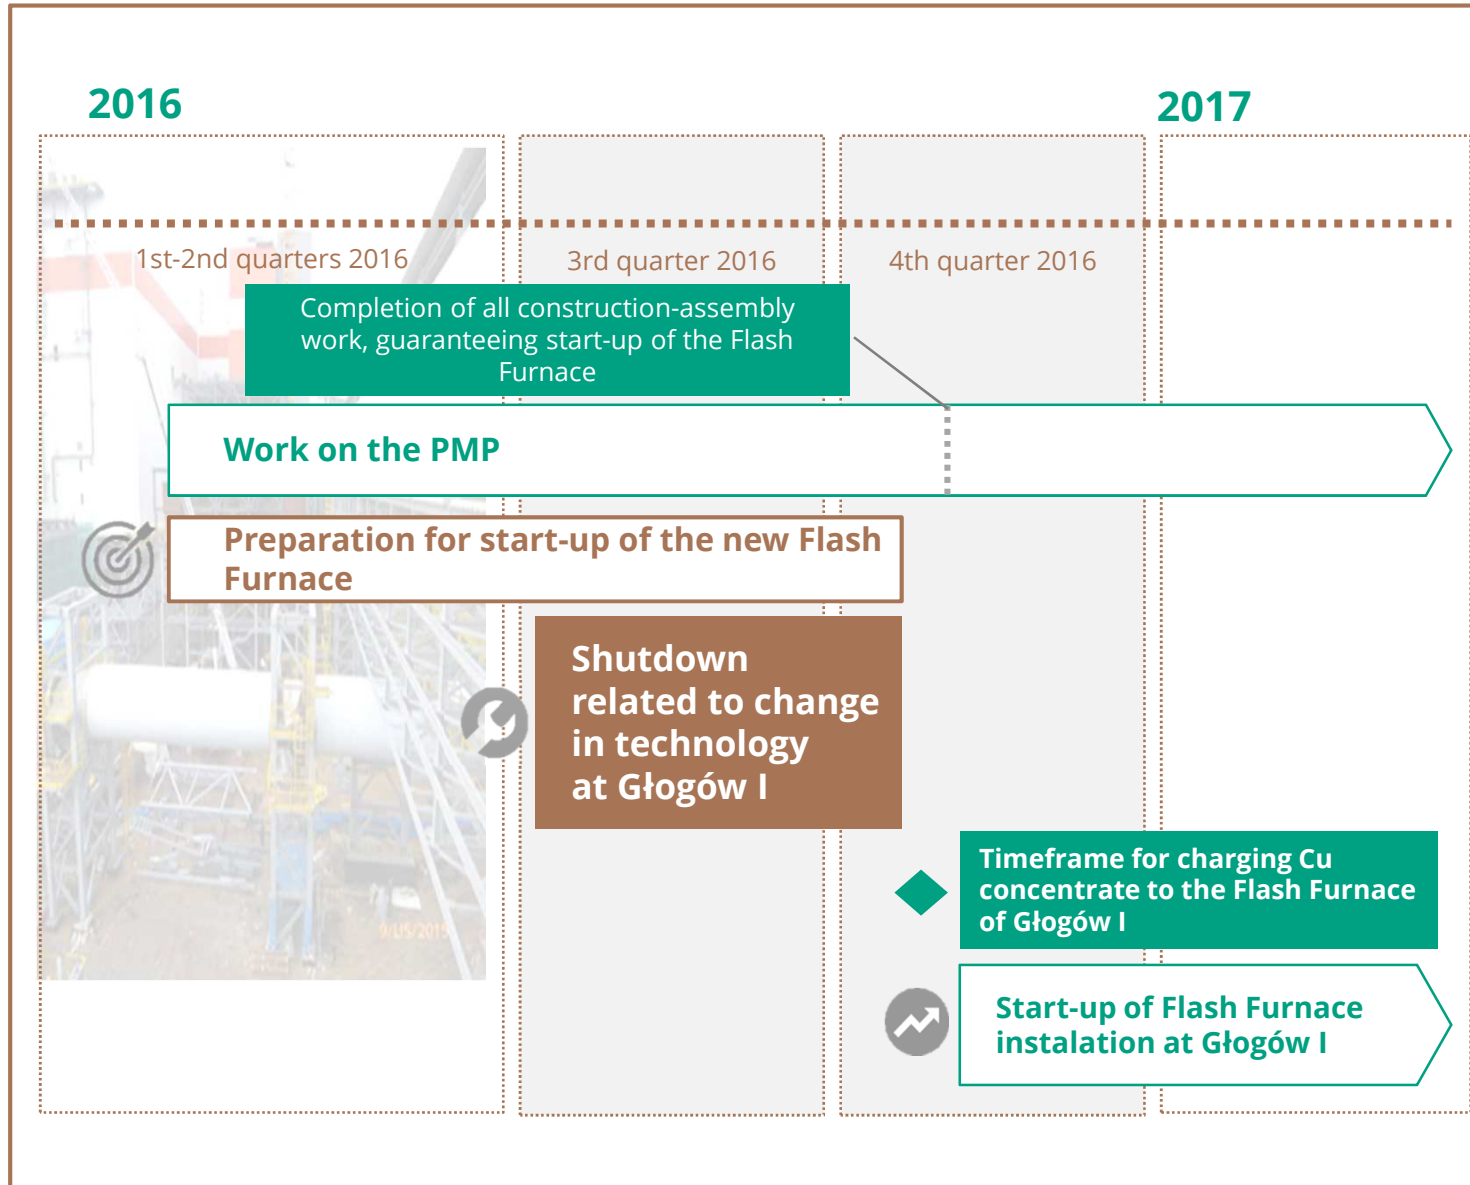 2016
2017
1st-2nd quarters 2016
3rd quarter 2016
4th quarter 2016
Completion of all construction-assembly
work, guaranteeing start-up of the Flash
Furnace
Work on the PMP
Preparation for start-up of the new Flash
Furnace
Shutdown
related to change
in technology
at Głogów I
Timeframe for charging Cu
concentrate to the Flash Furnace
of Głogów I
Start-up of Flash Furnace
instalation at Głogów I